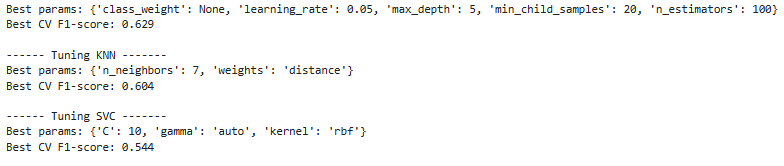 Best params: {'class_weight': None, 'learning_rate': 0.05, 'max_depth': 5, 'min_child_samples': 20, 'n_estimators': 100}
Best CV F1-score: 0.629
------ Tuning KNN -------
Best params: {'n_neighbors': 7, 'weights': 'distance'}
Best CV F1-score: 0.604
------ Tuning SVC -------
Best params: {'C': 10, 'gamma': 'auto', 'kernel': 'rbf'}
Best CV F1-score: 0.544